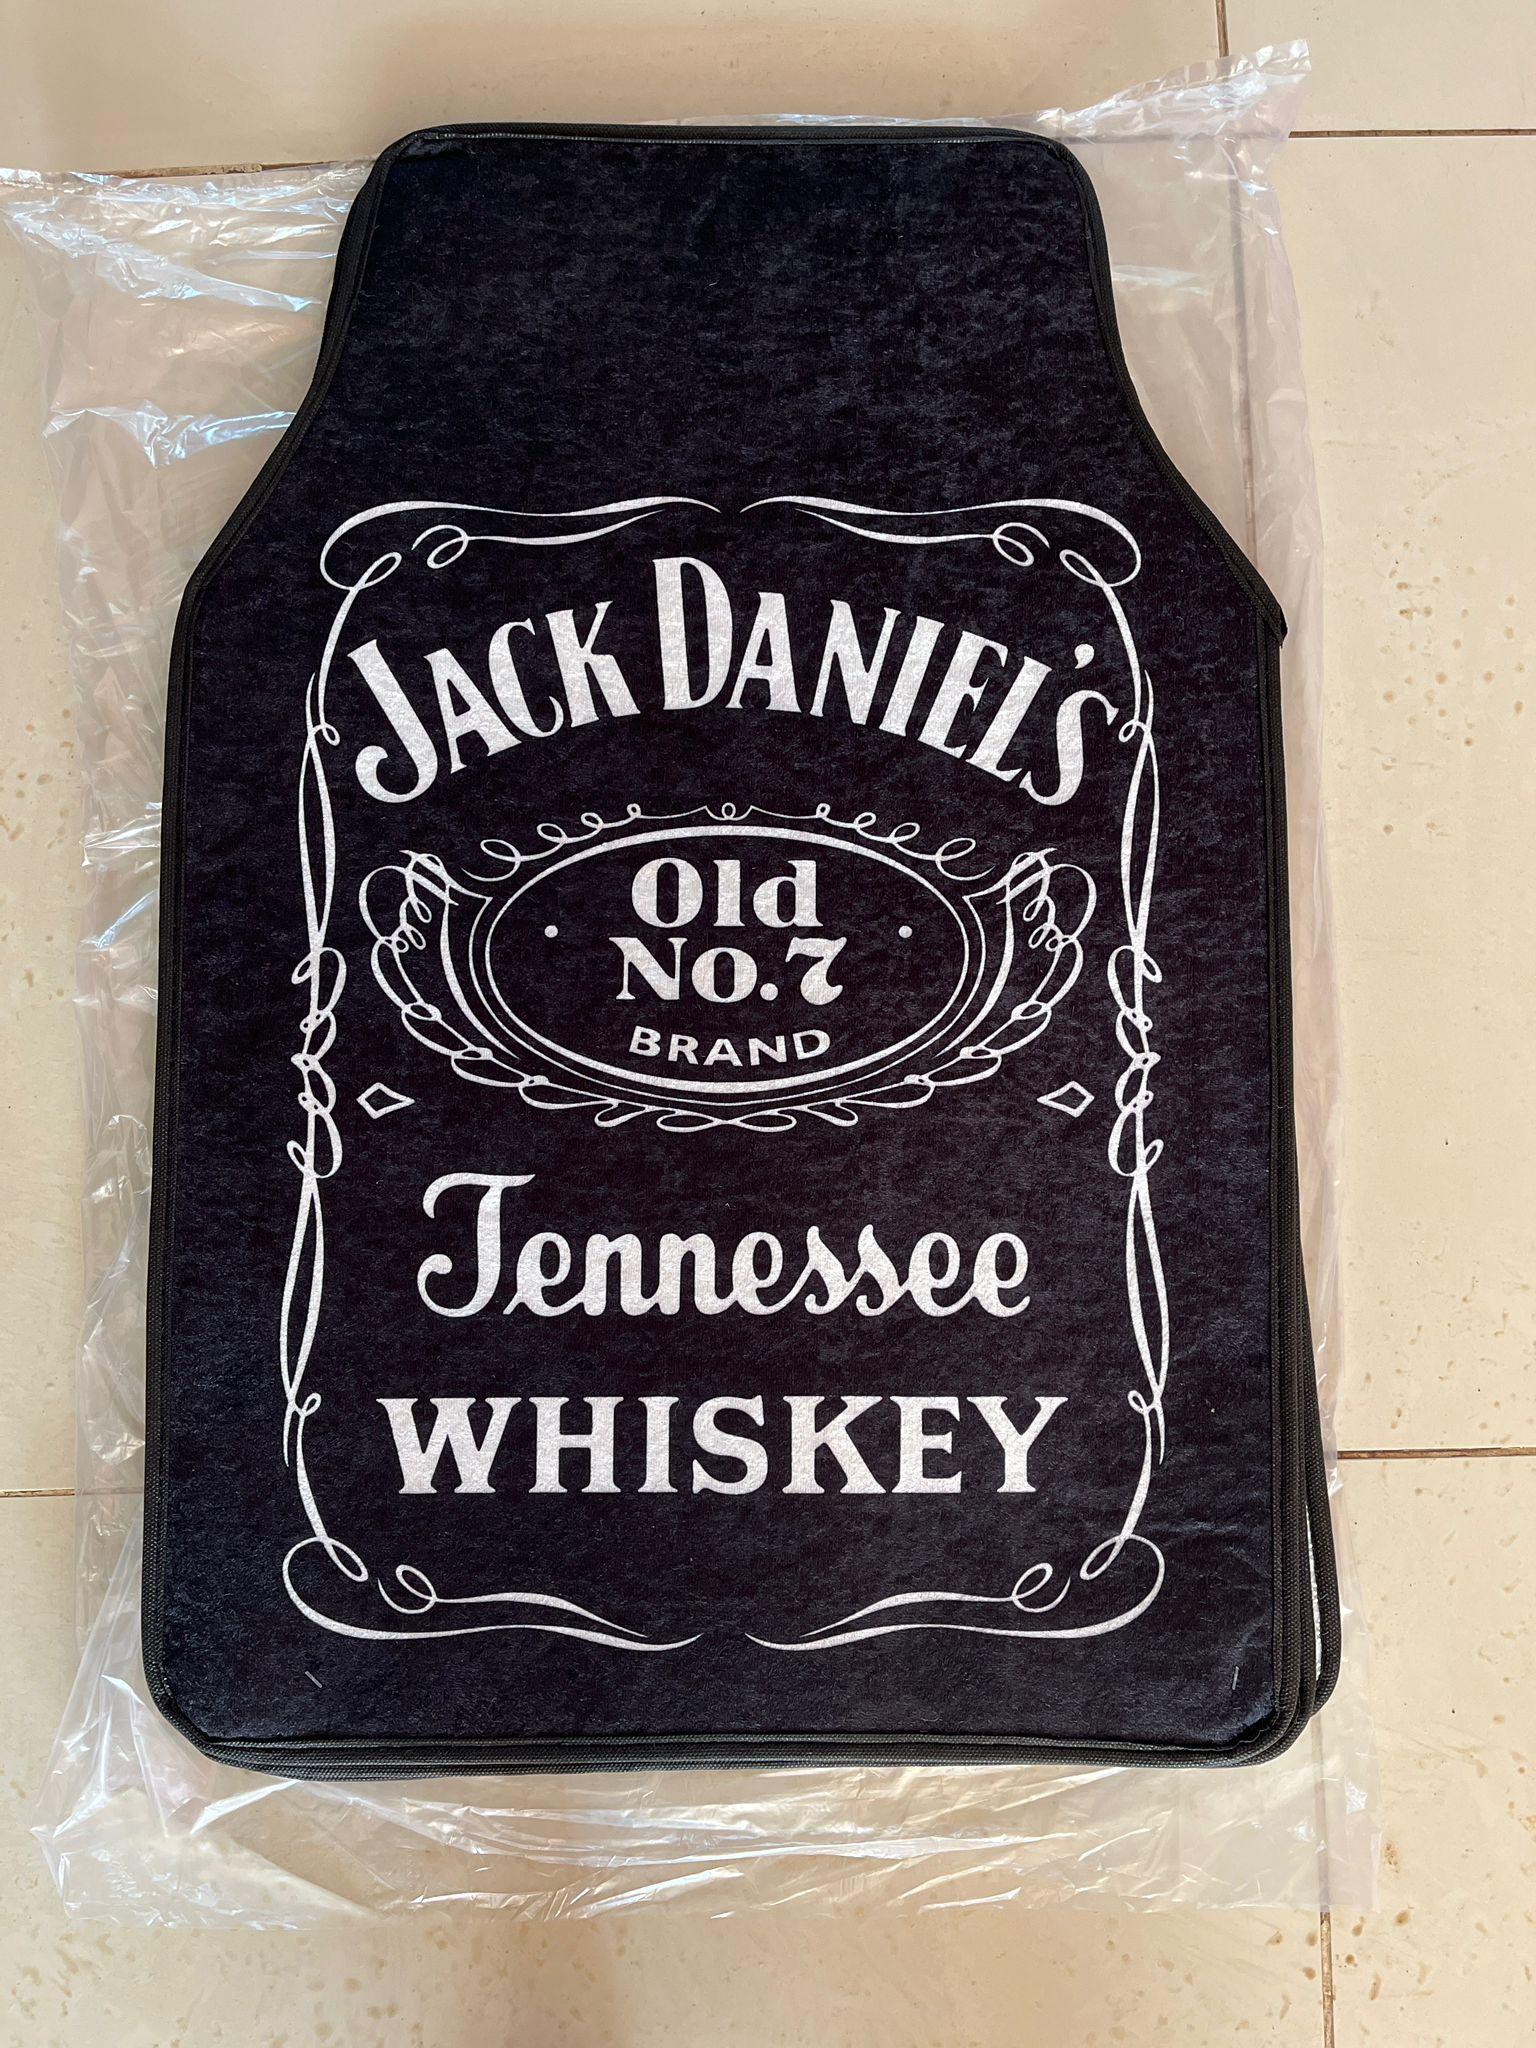 JACK DANIEL'S
Old
No.7
BRAND
Tennessee
WHISKEY